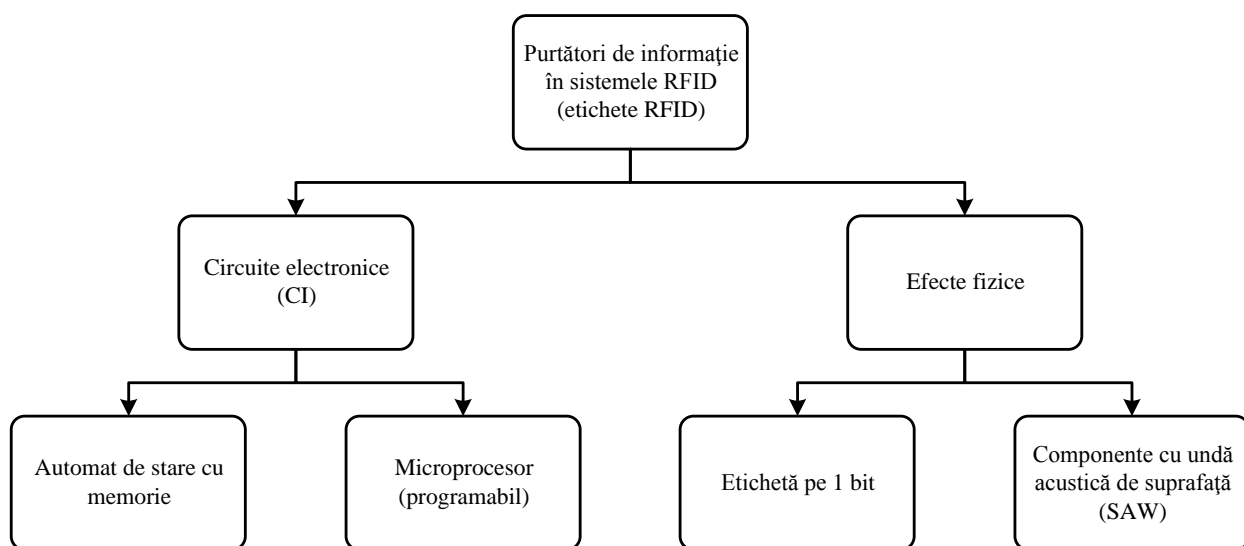 Purtători de informaţie
în sistemele RFID
(etichete RFID)
Circuite electronice
(CI)
Efecte fizice
Automat de stare cu
memorie
Microprocesor
(programabil)
Etichetă pe 1 bit
Componente cu undă
acustică de suprafaţă
(SAW)